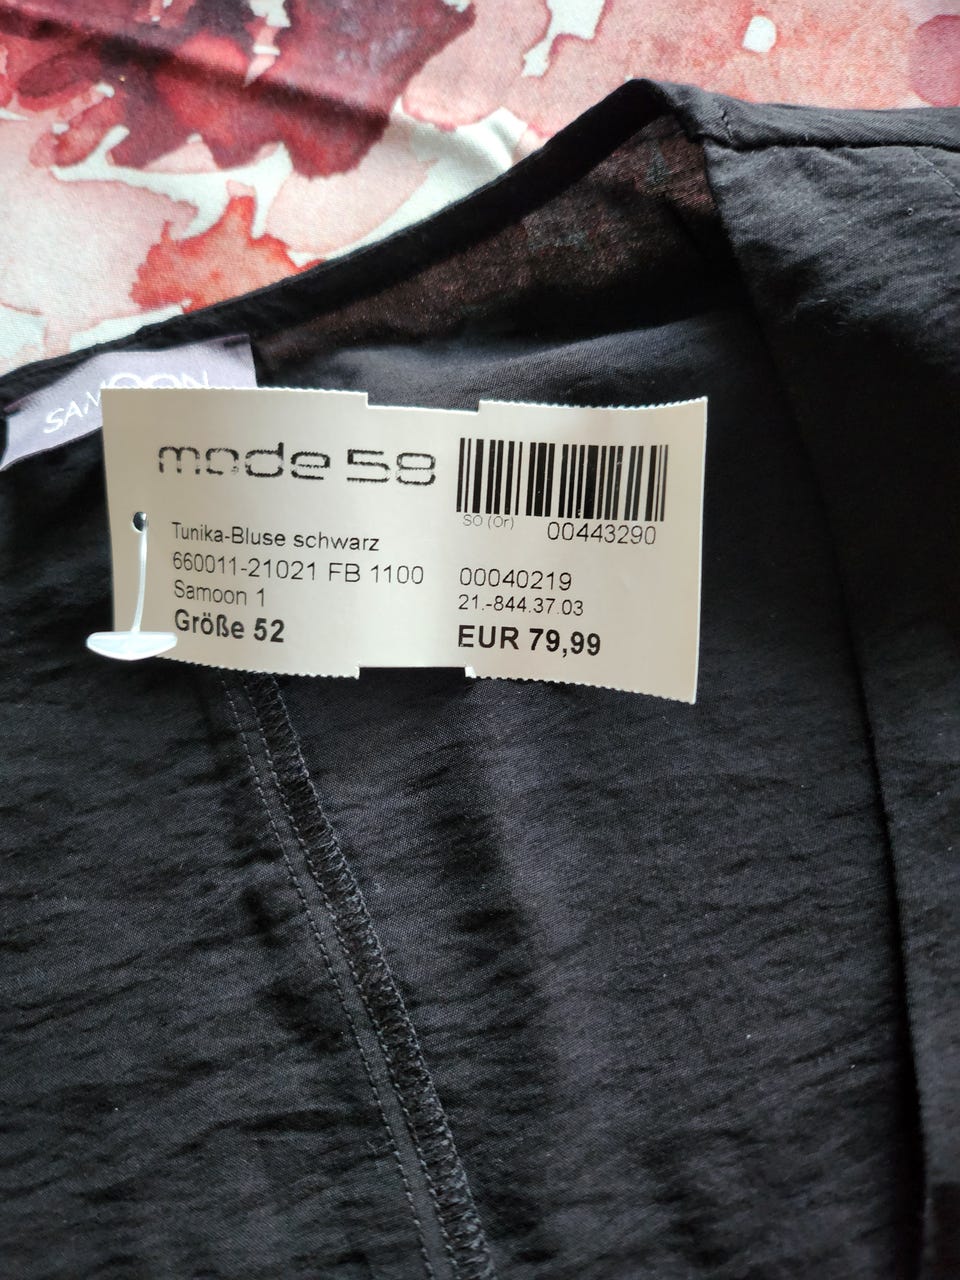 SAMOON
mode 58
SO (Or)
00443290
Tunika-Bluse schwarz
660011-21021 FB 1100
Samoon 1
Größe 52
00040219
21.-844.37.03
EUR 79,99